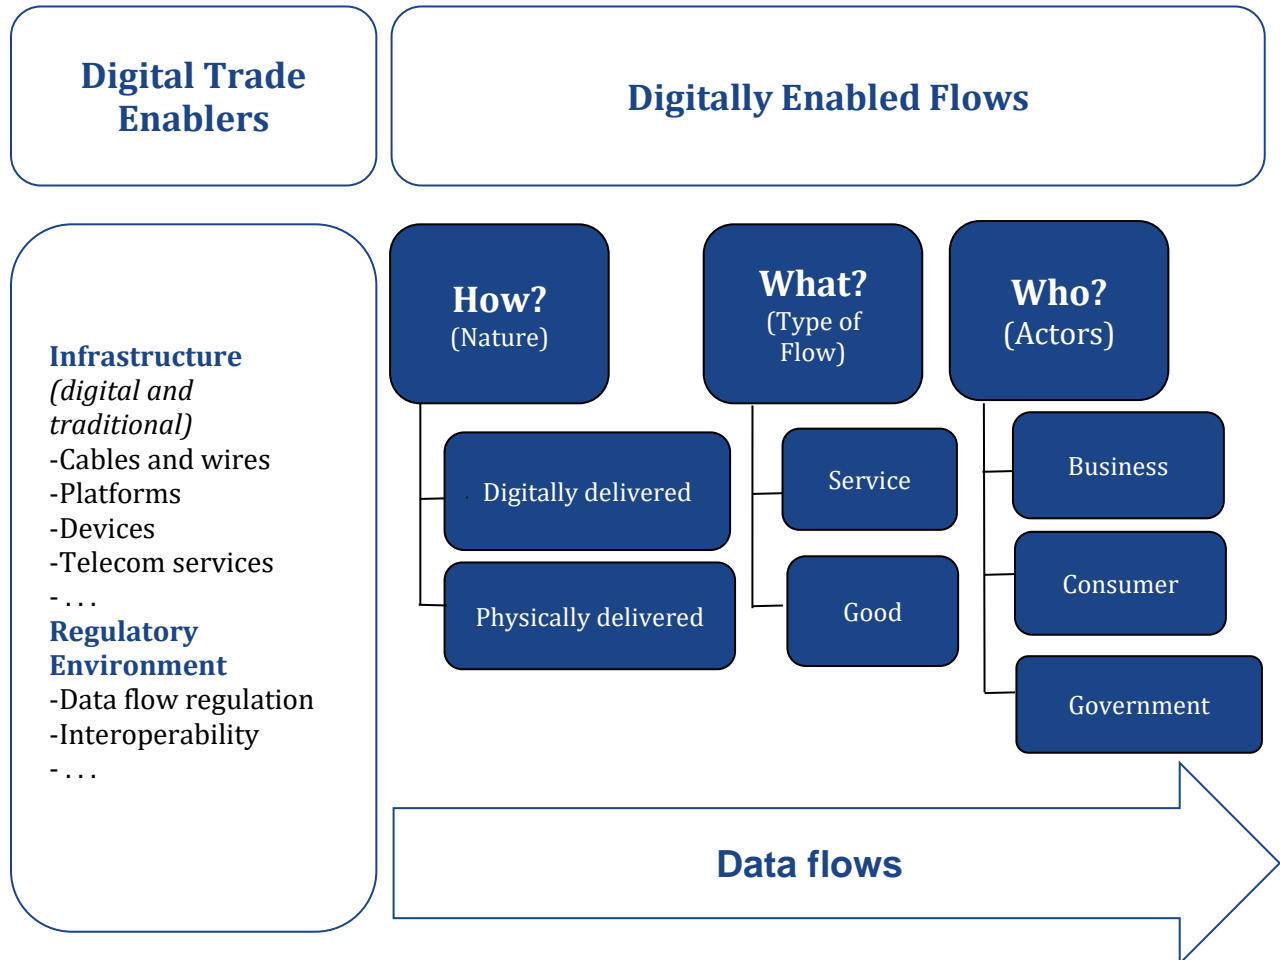 Digital Trade
Enablers
Digitally Enabled Flows
Infrastructure
(digital and
traditional)
-Cables and wires
-Platforms
-Devices
-Telecom services
- . . .
Regulatory
Environment
-Data flow regulation
-Interoperability
- . . .
How?
(Nature)
Digitally delivered
Physically delivered
What?
(Type of
Flow)
Service
Good
Who?
(Actors)
Business
Consumer
Government
Data flows